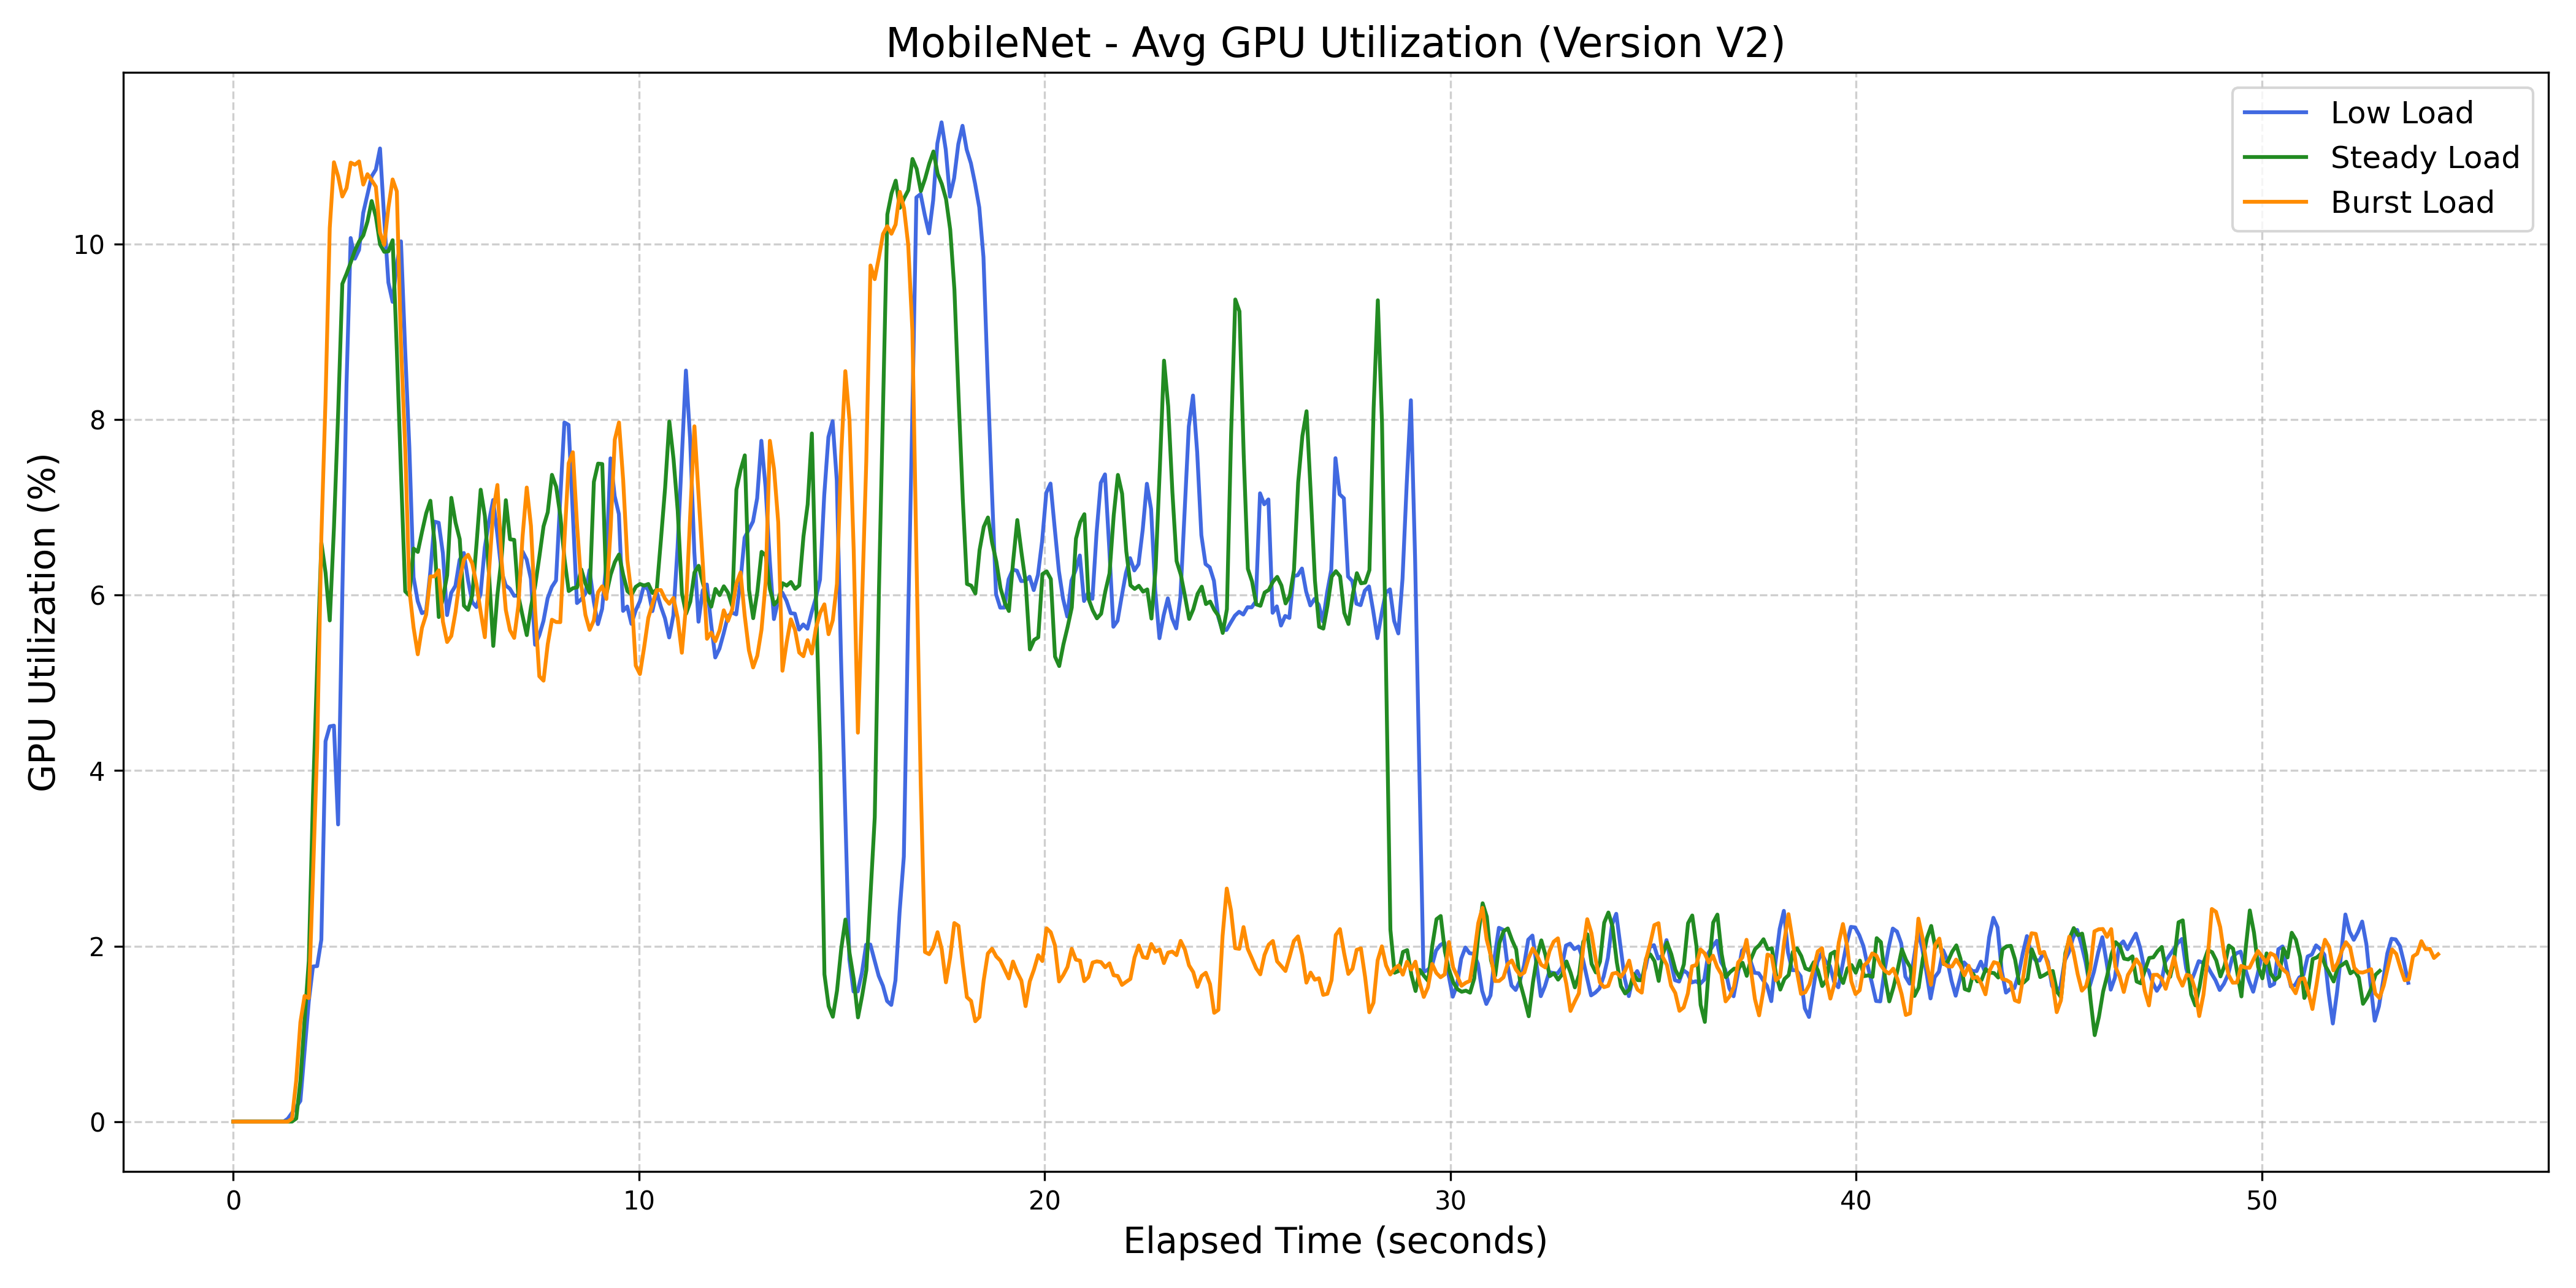 MobileNet - Avg GPU Utilization (Version V2)
Low Load
Steady Load
Burst Load
GPU Utilization (%)
10
8
6
4
2
0
0 10 20 30 40 50
Elapsed Time (seconds)